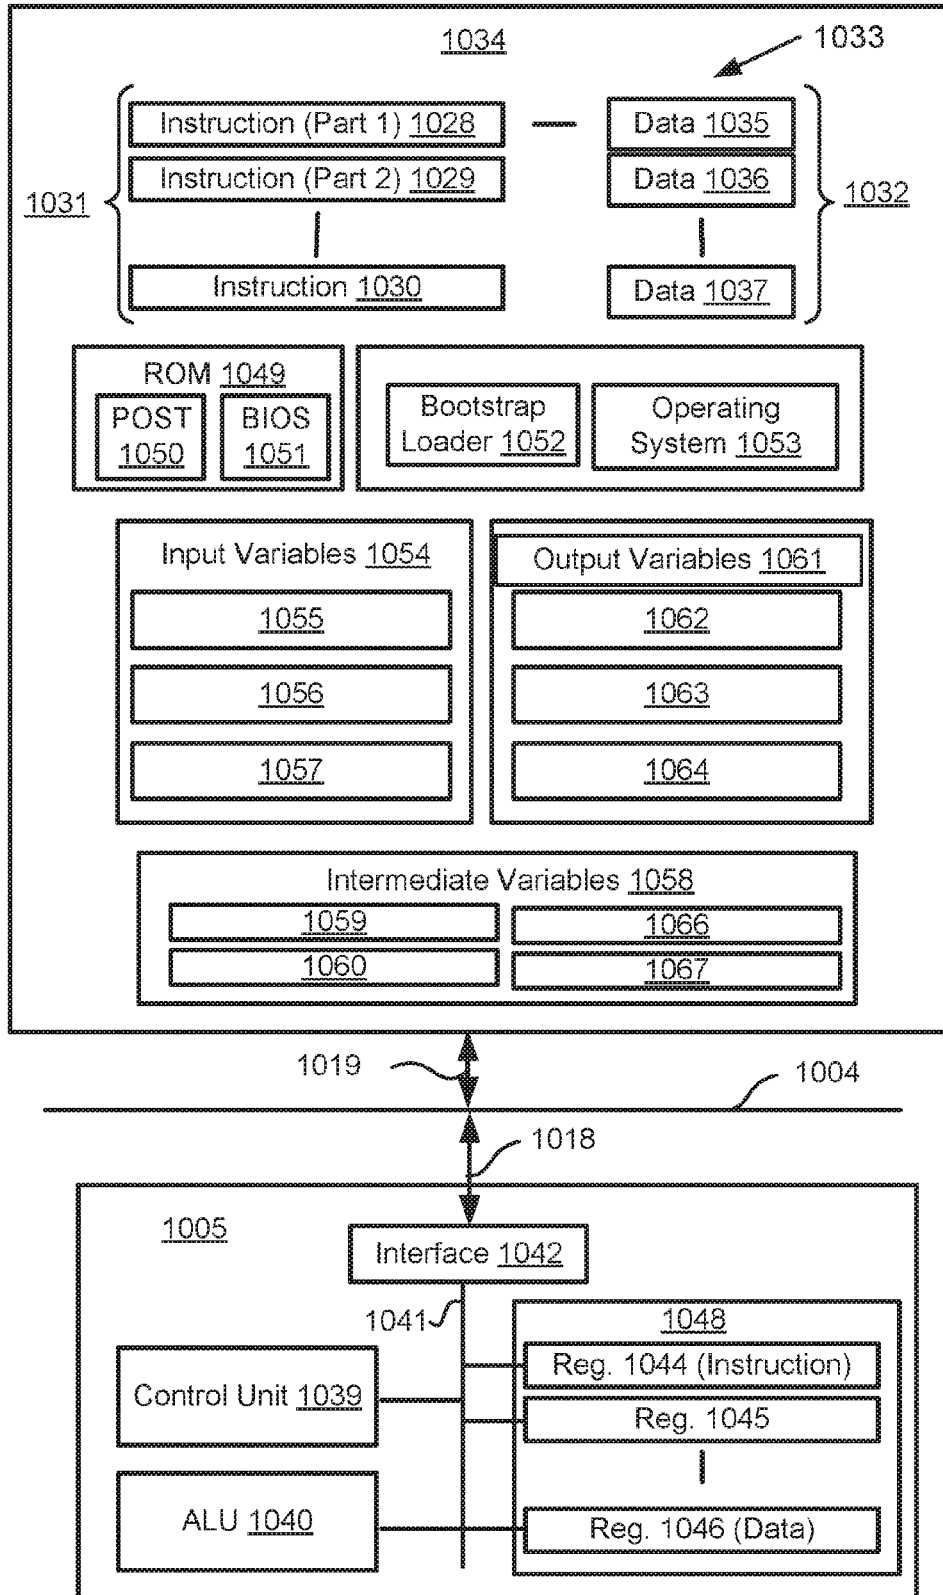 1034
1033
Instruction (Part 1) 1028
Data 1035
Instruction (Part 2) 1029
Data 1036
1031
1032
Instruction 1030
Data 1037
ROM 1049
POST
1050
BIOS
1051
Bootstrap
Loader 1052
Operating
System 1053
Input Variables 1054
1055
1056
1057
Output Variables 1061
1062
1063
1064
Intermediate Variables 1058
1059
1066
1060
1067
1019
1004
1018
1005
Interface 1042
1041
1048
Reg. 1044 (Instruction)
Control Unit 1039
Reg. 1045
ALU 1040
Reg. 1046 (Data)